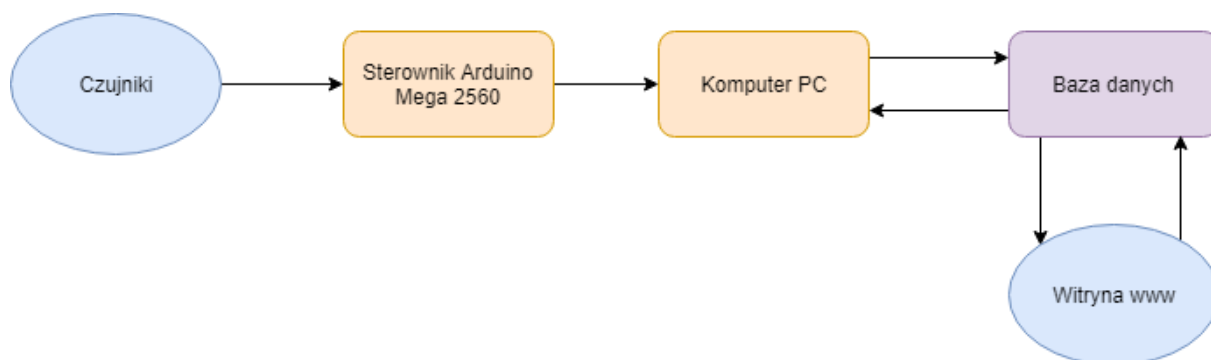 Czujniki
Sterownik Arduino
Mega 2560
Komputer PC
Baza danych
Witryna www